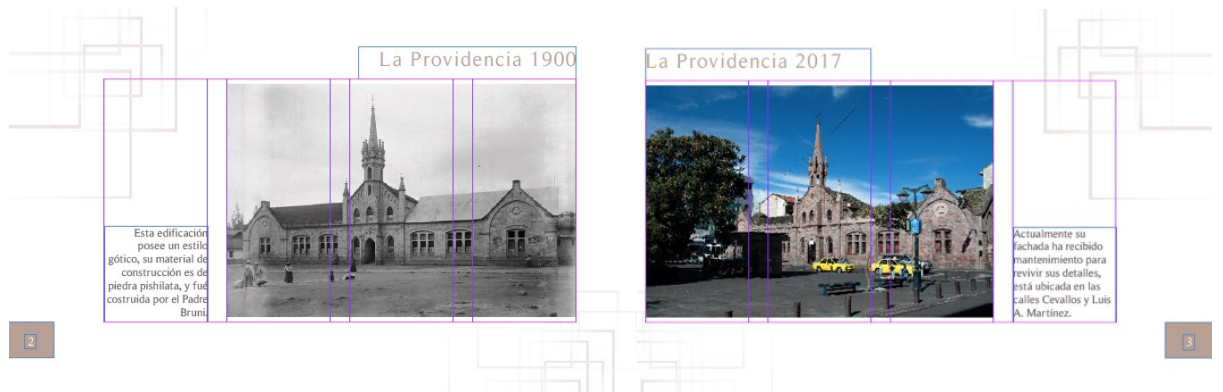 La Providencia 1900
Esta edificación
posee un estilo
gótico, su material de
construcción es de
piedra pishilata, y fué
costruida por el Padre
Bruni.
2
La Providencia 2017
Actualmente su
fachada ha recibido
mantenimiento para
revivir sus detalles,
está ubicada en las
calles Cevallos y Luis
A. Martínez.
3